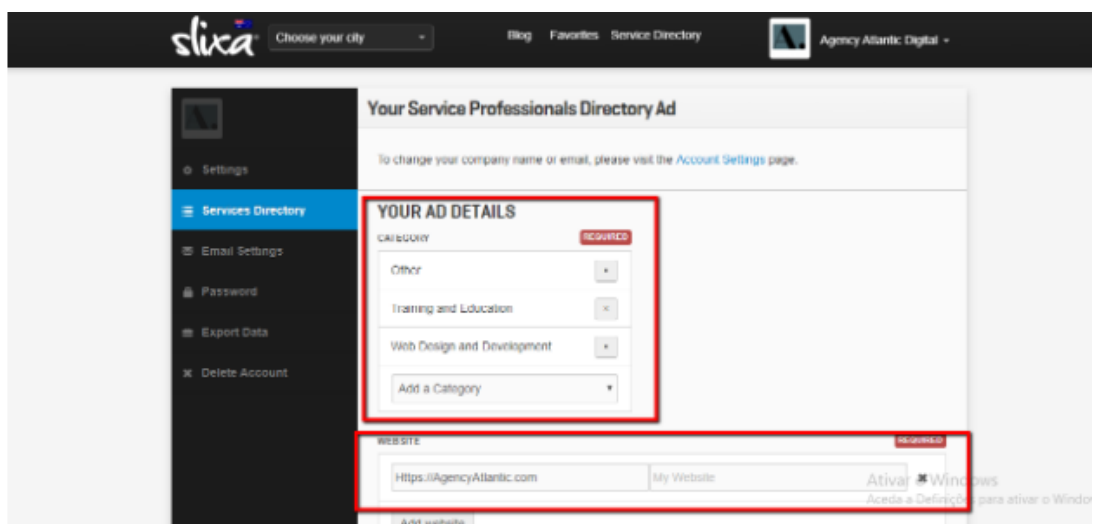 slixa Choose your city Blog Favorites Service Directory Agency Atlantic Digital
Your Service Professionals Directory Ad
To change your company name or email, please visit the Account Settings page.
Settings
Services Directory
Email Settings
Password
Export Data
Delete Account
YOUR AD DETAILS
CATEGORY REQUIRED
Other
Training and Education
Web Design and Development
Add a Category
WEBSITE REQUIRED
Https://AgencyAtlantic.com My Website
Add website
Ativar o Windows
Aceda a Definições para ativar o Windo